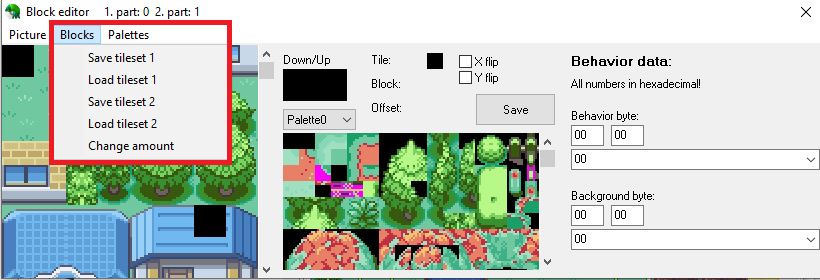 Block editor 1. part: 0 2. part: 1
Picture Blocks Palettes
Save tileset 1
Load tileset 1
Save tileset 2
Load tileset 2
Change amount
Down/Up
Palette0
Tile:
Block:
Offset:
X flip
Y flip
Save
Behavior data:
All numbers in hexadecimal!
Behavior byte:
00 00
00
Background byte:
00 00
00